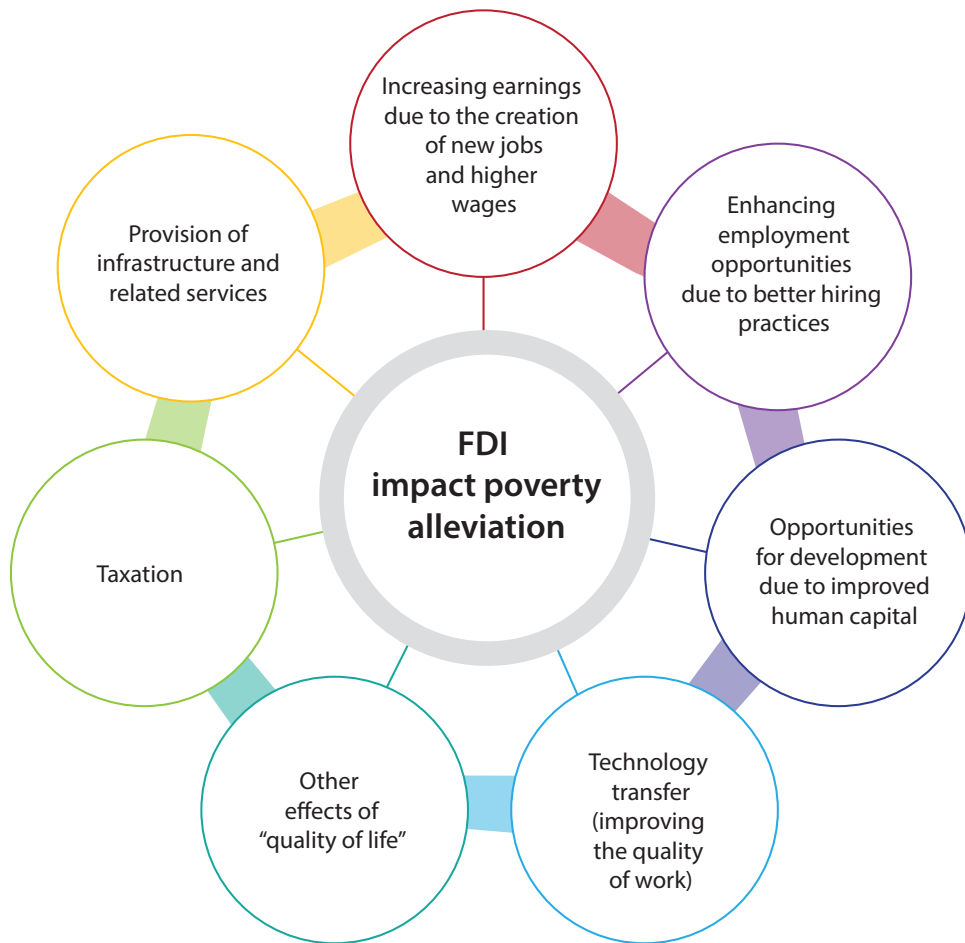 Increasing earnings
due to the creation
of new jobs
and higher
wages
Enhancing
employment
opportunities
due to better hiring
practices
Opportunities
for development
due to improved
human capital
Technology
transfer
(improving
the quality
of work)
Other
effects of
“quality of life”
Taxation
Provision of
infrastructure and
related services
FDI
impact poverty
alleviation